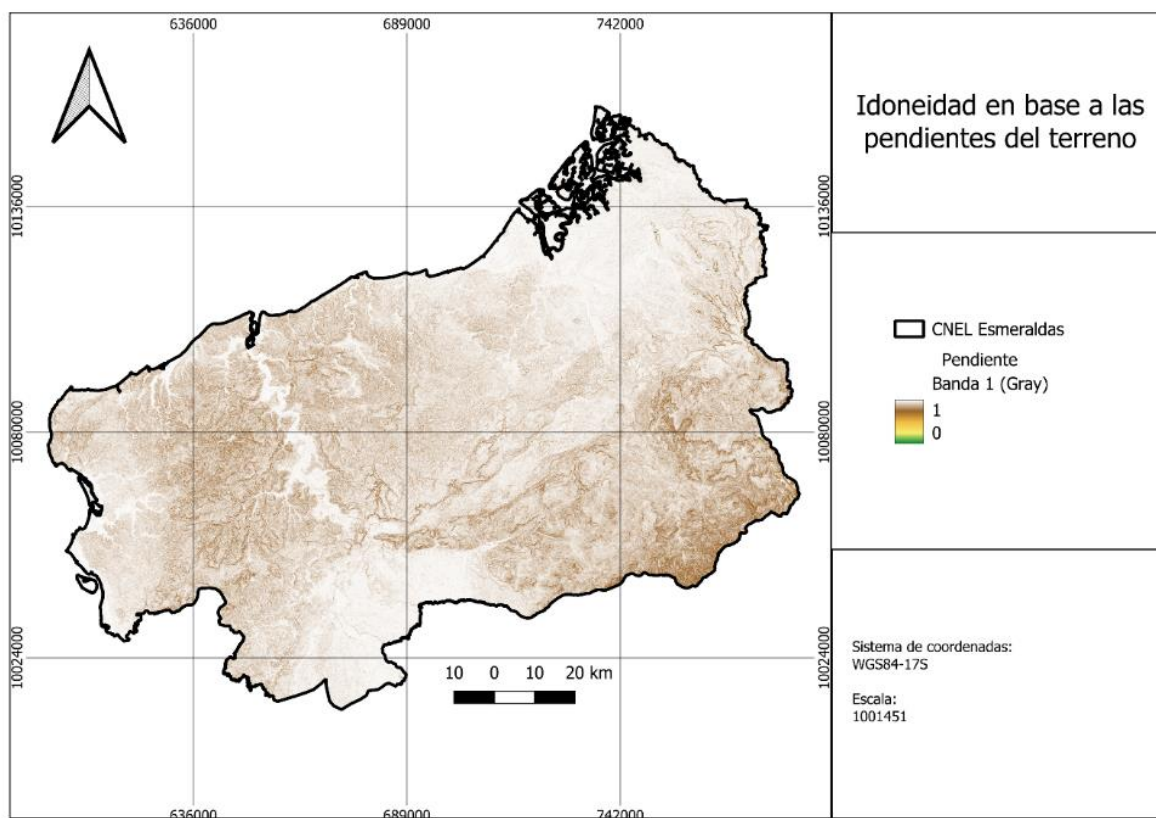 636000
689000
742000
Idoneidad en base a las
pendientes del terreno
10136000
10136000
CNEL Esmeraldas
Pendiente
Banda 1 (Gray)
1
0
10080000
10080000
Sistema de coordenadas:
WGS84-17S
10024000
10024000
10 0 10 20 km
Escala:
1001451
636000
689000
742000